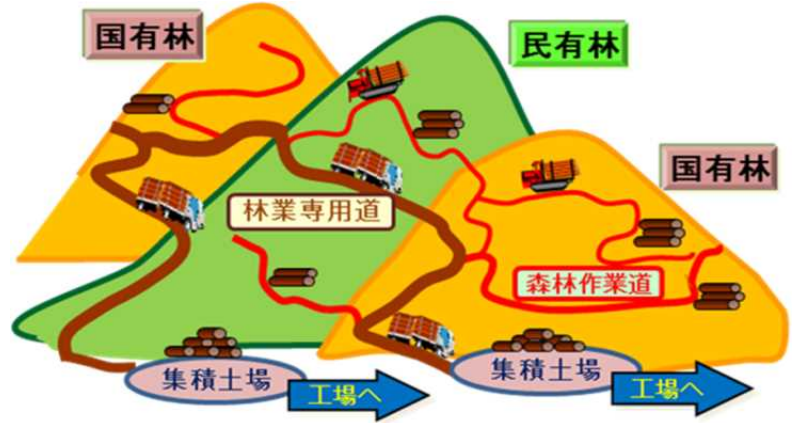 国有林
民有林
国有林
林業専用道
森林作業道
集積土場
工場へ
集積土場
工場へ